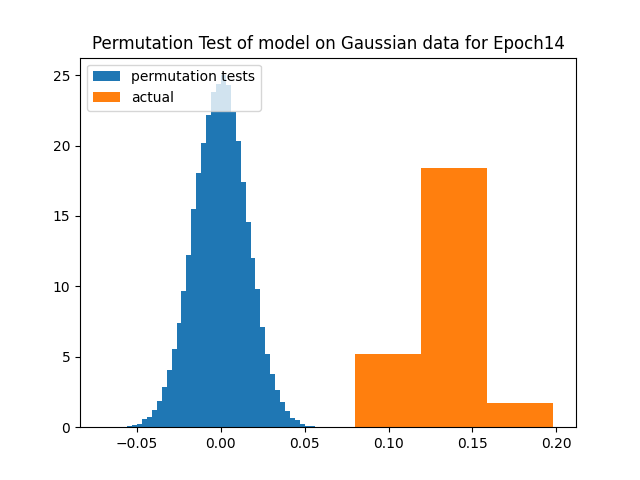 Permutation Test of model on Gaussian data for Epoch14
permutation tests
actual
25
20
15
10
5
0
−0.05 0.00 0.05 0.10 0.15 0.20